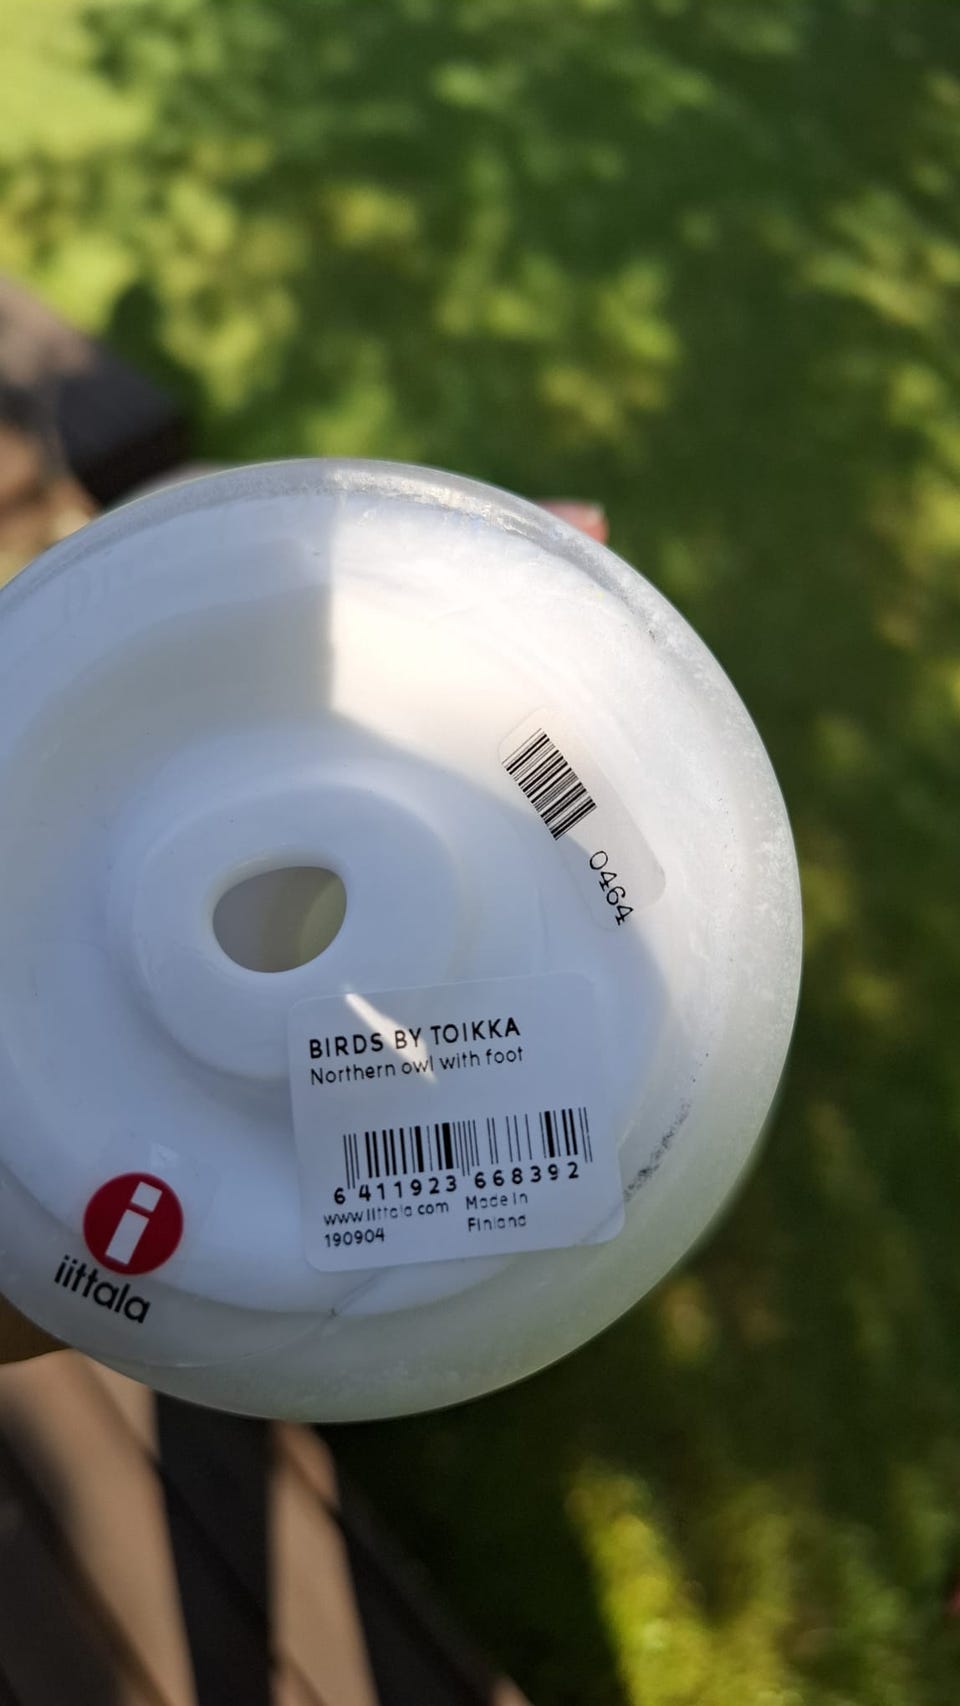 0464
BIRDS BY TOIKKA
Northern owl with foot
6 411923 668392
www.iittala.com
Made in
Finland
190904
i
iittala